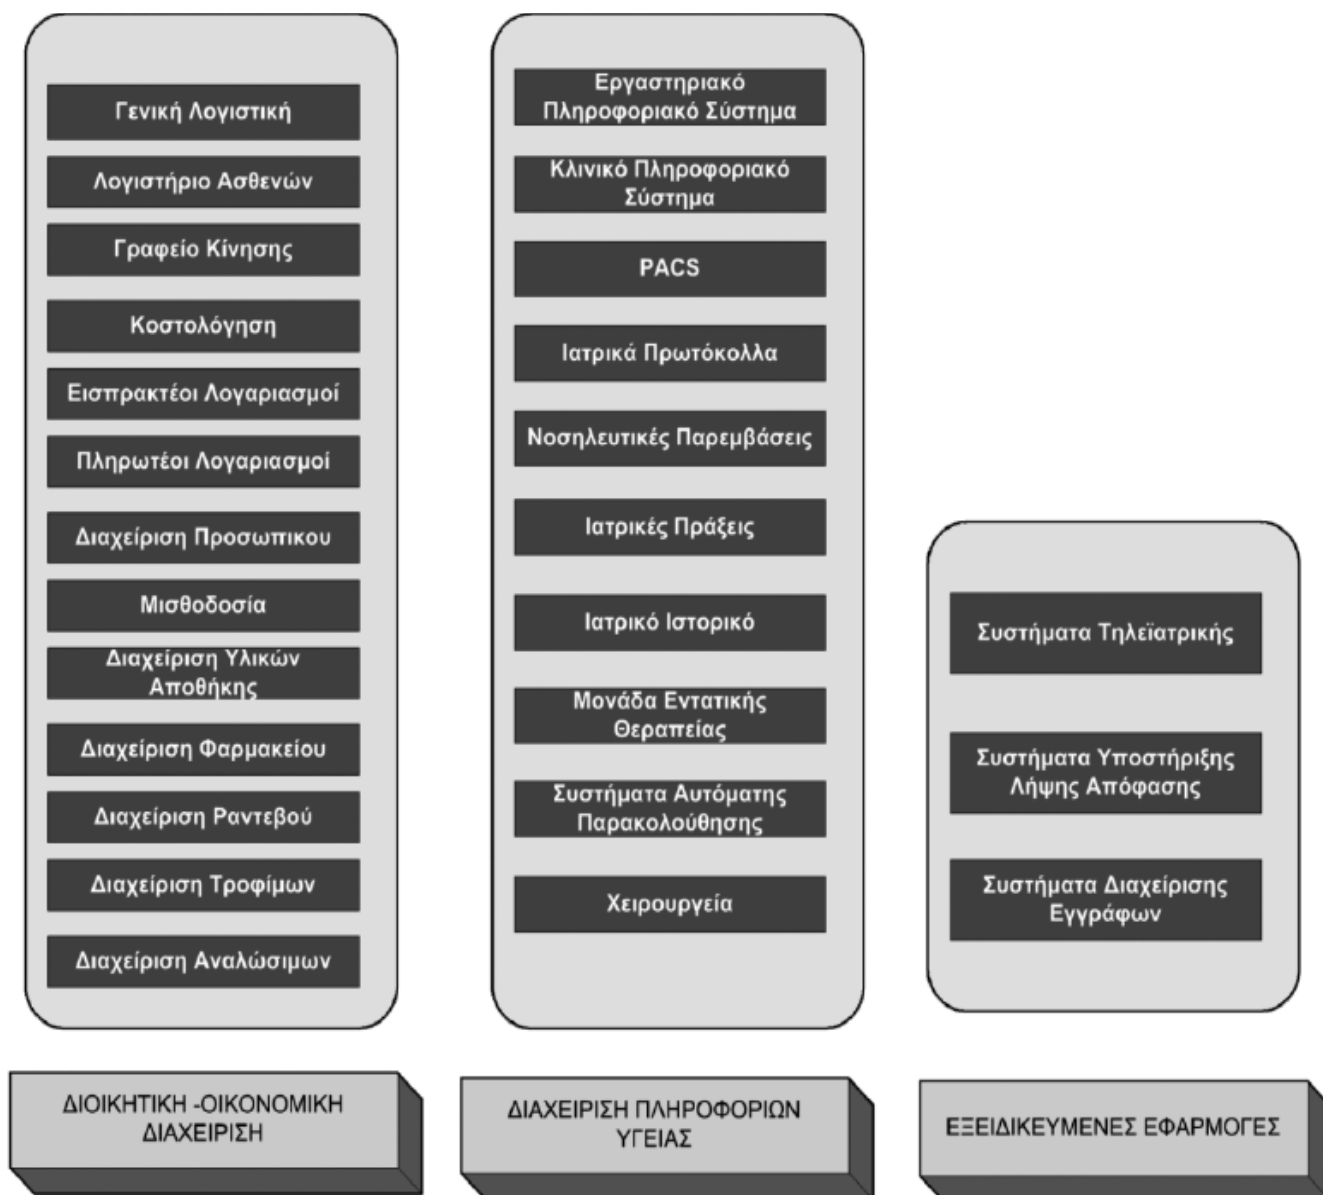 Γενική Λογιστική
Λογιστήριο Ασθενών
Γραφείο Κίνησης
Κοστολόγηση
Εισπρακτέοι Λογαριασμοί
Πληρωτέοι Λογαριασμοί
Διαχείριση Προσωπικου
Μισθοδοσία
Διαχείριση Υλικών
Αποθήκης
Διαχείριση Φαρμακείου
Διαχείριση Ραντεβού
Διαχείριση Τροφίμων
Διαχείριση Αναλώσιμων
ΔΙΟΙΚΗΤΙΚΗ -ΟΙΚΟΝΟΜΙΚΗ
ΔΙΑΧΕΙΡΙΣΗ
Εργαστηριακό
Πληροφοριακό Σύστημα
Κλινικό Πληροφοριακό
Σύστημα
PACS
Ιατρικά Πρωτόκολλα
Νοσηλευτικές Παρεμβάσεις
Ιατρικές Πράξεις
Ιατρικό Ιστορικό
Μονάδα Εντατικής
Θεραπείας
Συστήματα Αυτόματης
Παρακολούθησης
Χειρουργεία
ΔΙΑΧΕΙΡΙΣΗ ΠΛΗΡΟΦΟΡΙΩΝ
ΥΓΕΙΑΣ
Συστήματα Τηλεϊατρικής
Συστήματα Υποστήριξης
Λήψης Απόφασης
Συστήματα Διαχείρισης
Εγγράφων
ΕΞΕΙΔΙΚΕΥΜΕΝΕΣ ΕΦΑΡΜΟΓΕΣ